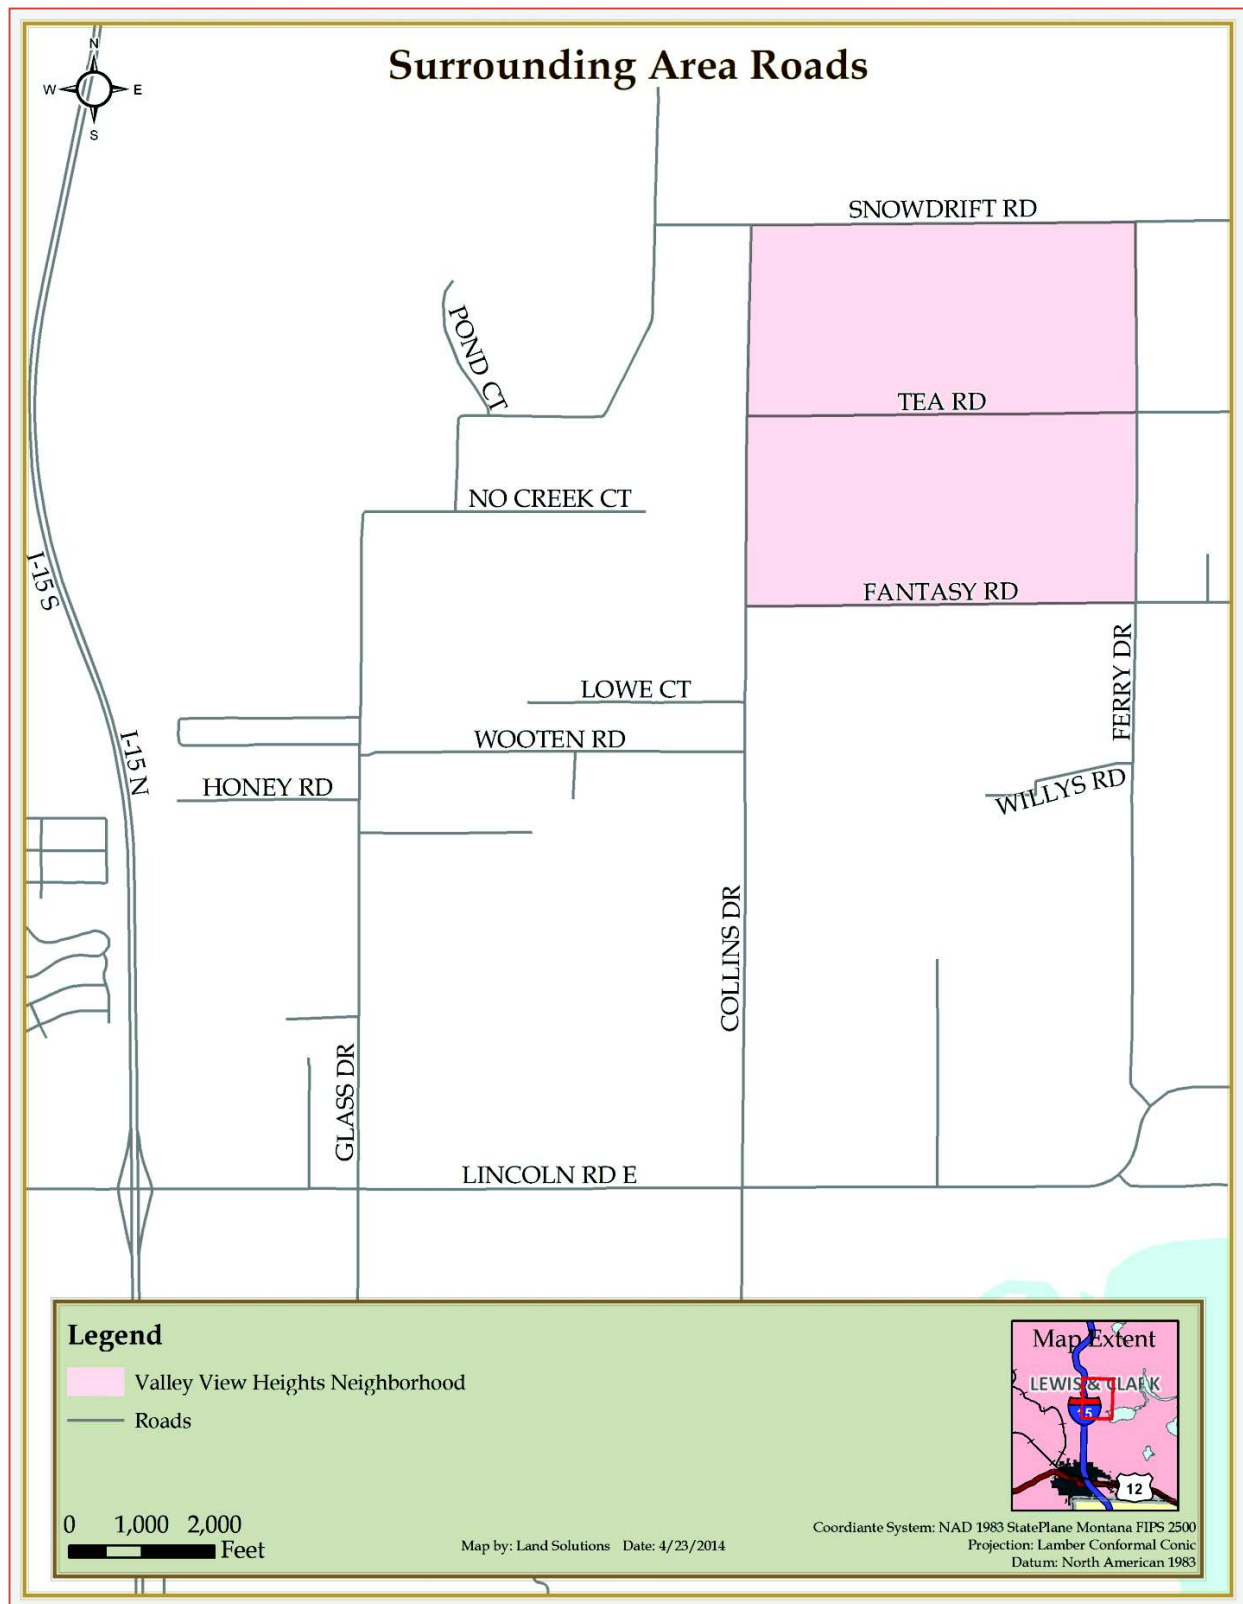 Surrounding Area Roads
N
W
E
S
SNOWDRIFT RD
POND CT
TEA RD
NO CREEK CT
I-15 S
FANTASY RD
FERRY DR
LOWE CT
I-15 N
WOOTEN RD
HONEY RD
WILLYS RD
COLLINS DR
GLASS DR
LINCOLN RD E
Legend
Valley View Heights Neighborhood
Roads
0 1,000 2,000
Feet
Map by: Land Solutions Date: 4/23/2014
Map Extent
LEWIS & CLARK
15
12
Coordiante System: NAD 1983 StatePlane Montana FIPS 2500
Projection: Lamber Conformal Conic
Datum: North American 1983